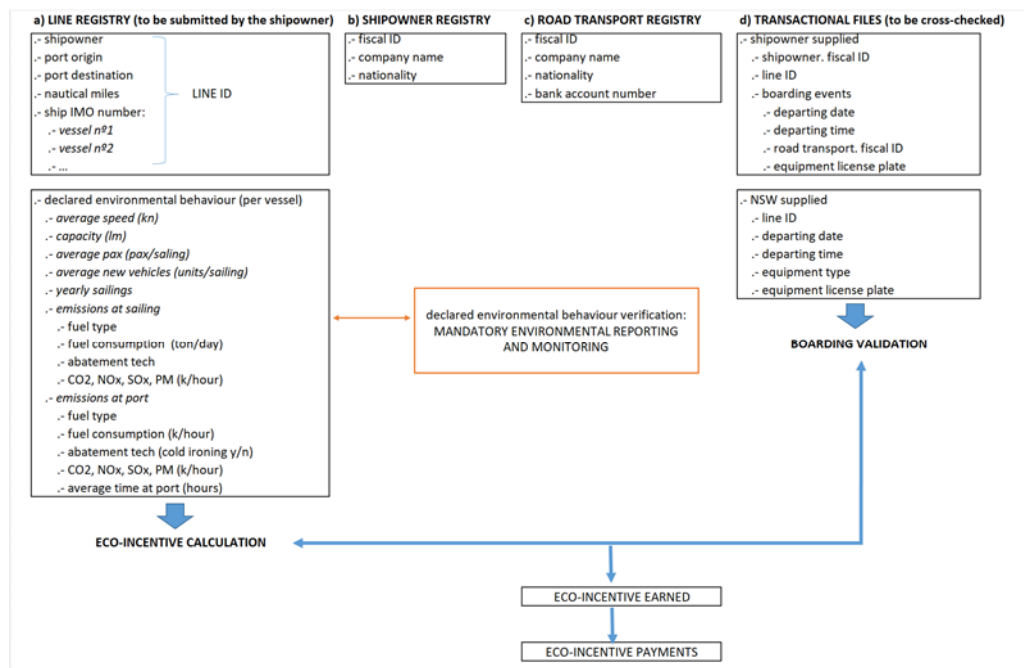 a) LINE REGISTRY (to be submitted by the shipowner)
.- shipowner
.- port origin
.- port destination
.- nautical miles
.- ship IMO number:
.- vessel nº1
.- vessel nº2
.- ...
LINE ID
b) SHIPOWNER REGISTRY
.- fiscal ID
.- company name
.- nationality
c) ROAD TRANSPORT REGISTRY
.- fiscal ID
.- company name
.- nationality
.- bank account number
d) TRANSACTIONAL FILES (to be cross-checked)
.- shipowner supplied
.- shipowner. fiscal ID
.- line ID
.- boarding events
.- departing date
.- departing time
.- road transport. fiscal ID
.- equipment license plate
.- declared environmental behaviour (per vessel)
.- average speed (kn)
.- capacity (lm)
.- average pax (pax/saling)
.- average new vehicles (units/sailing)
.- yearly sailings
.- emissions at sailing
.- fuel type
.- fuel consumption (ton/day)
.- abatement tech
.- CO2, NOx, SOx, PM (k/hour)
.- emissions at port
.- fuel type
.- fuel consumption (k/hour)
.- abatement tech (cold ironing y/n)
.- CO2, NOx, SOx, PM (k/hour)
.- average time at port (hours)
declared environmental behaviour verification:
MANDATORY ENVIRONMENTAL REPORTING
AND MONITORING
.- NSW supplied
.- line ID
.- departing date
.- departing time
.- equipment type
.- equipment license plate
BOARDING VALIDATION
ECO-INCENTIVE CALCULATION
ECO-INCENTIVE EARNED
ECO-INCENTIVE PAYMENTS